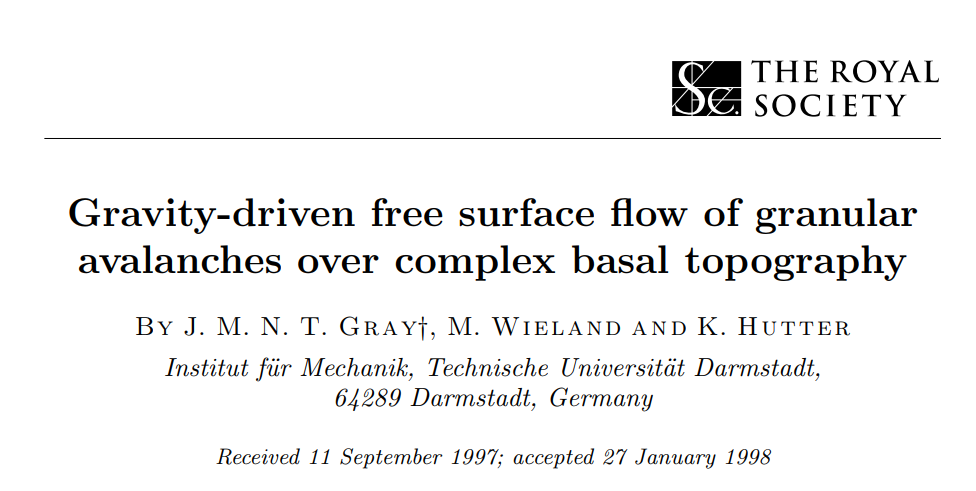 THE ROYAL
SOCIETY
Gravity-driven free surface flow of granular
avalanches over complex basal topography
By J. M. N. T. Gray†, M. Wieland and K. Hutter
Institut für Mechanik, Technische Universität Darmstadt,
64289 Darmstadt, Germany
Received 11 September 1997; accepted 27 January 1998